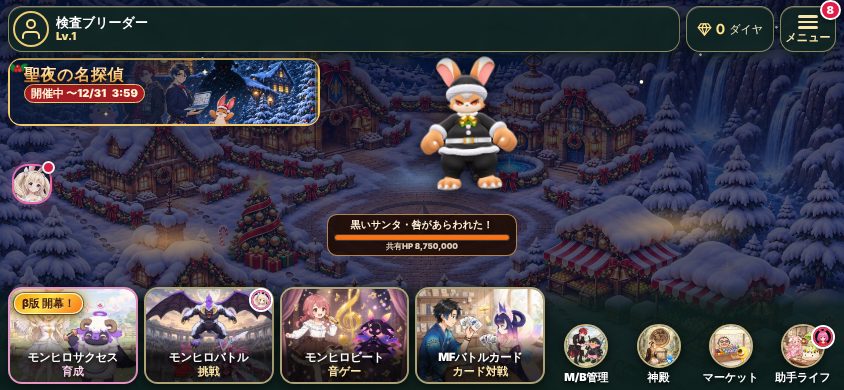 検査ブリーダー
Lv.1
0 ダイヤ
8
メニュー
聖夜の名探偵
開催中 〜12/31 3:59
黒いサンタ・咎があらわれた！
共有HP 8,750,000
β版 開幕！
モンヒロサクセス
育成
モンヒロバトル
挑戦
モンヒロビート
音ゲー
MFバトルカード
カード対戦
M/B管理
神殿
マーケット
助手ライフ